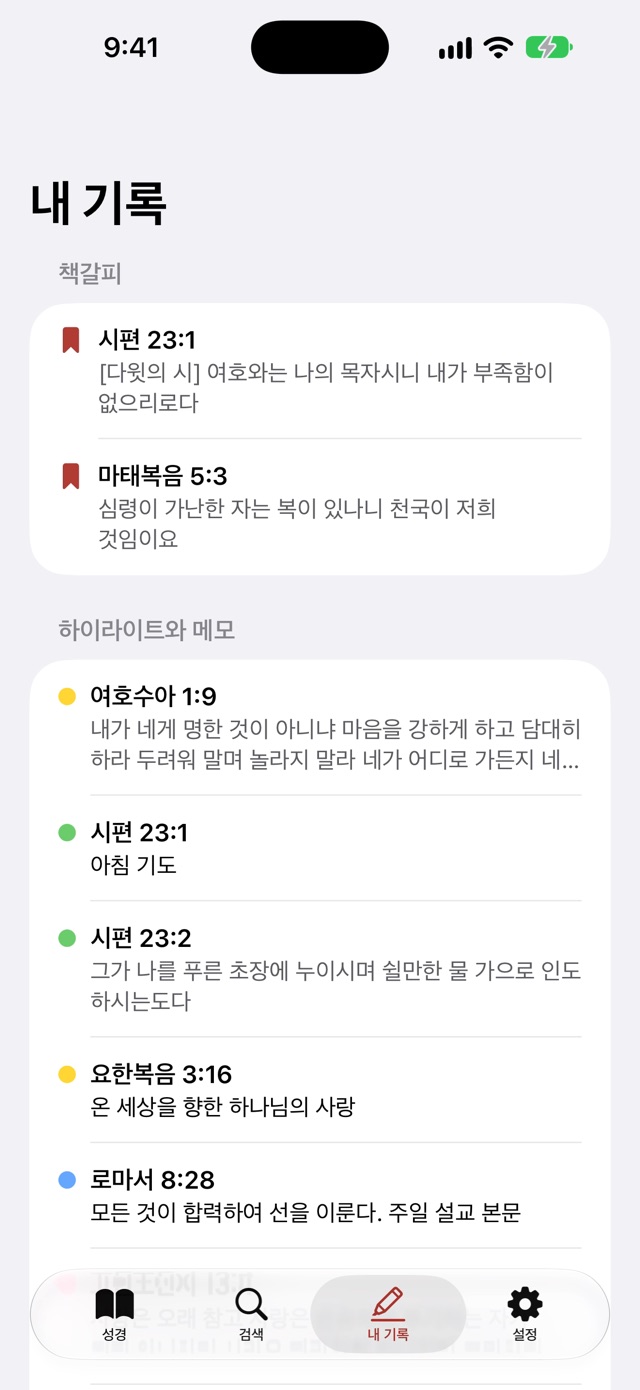 9:41
내 기록
책갈피
시편 23:1
[다윗의 시] 여호와는 나의 목자시니 내가 부족함이
없으리로다
마태복음 5:3
심령이 가난한 자는 복이 있나니 천국이 저희
것임이요
하이라이트와 메모
여호수아 1:9
내가 네게 명한 것이 아니냐 마음을 강하게 하고 담대히
하라 두려워 말며 놀라지 말라 네가 어디로 가든지 네...
시편 23:1
아침 기도
시편 23:2
그가 나를 푸른 초장에 누이시며 쉴만한 물 가으로 인도
하시는도다
요한복음 3:16
온 세상을 향한 하나님의 사랑
로마서 8:28
모든 것이 합력하여 선을 이룬다. 주일 설교 본문
오래 참고
성경
검색
내 기록
설정